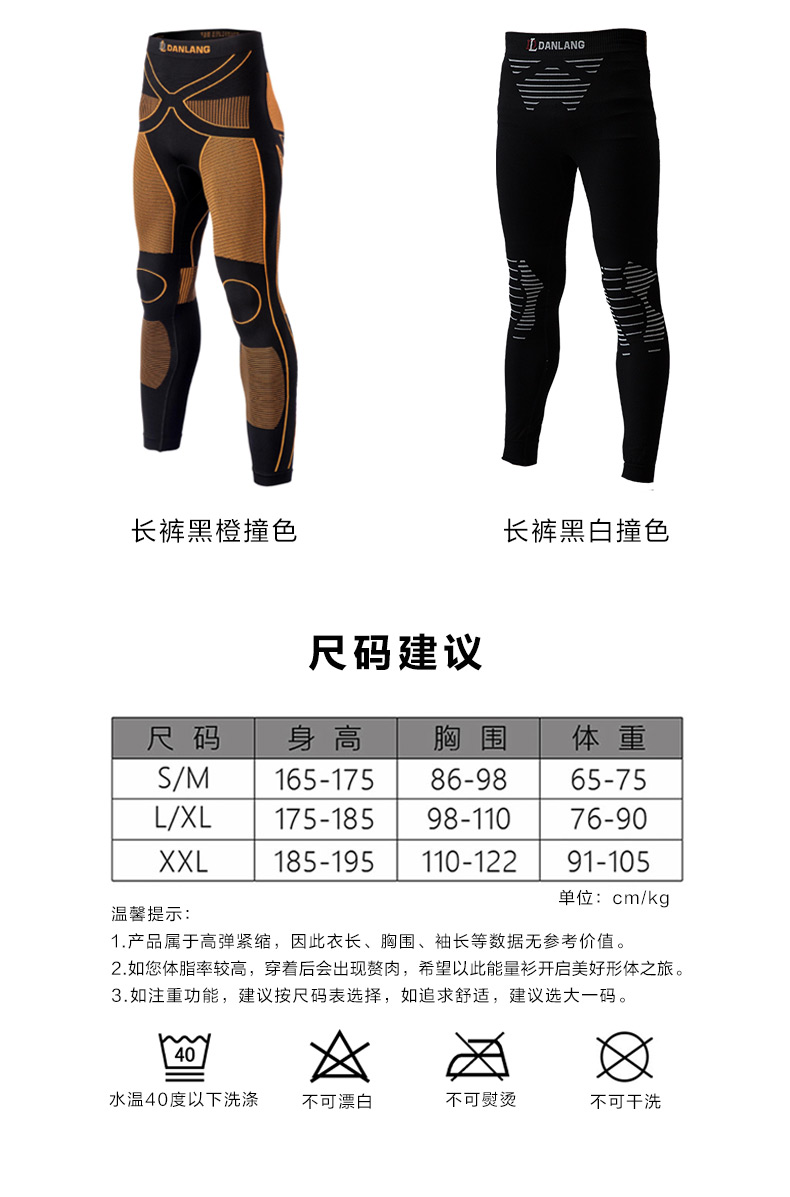 DANLANG
DANLANG
长裤黑橙撞色
长裤黑白撞色
尺码建议
尺码 身高 胸围 体重
S/M 165-175 86-98 65-75
L/XL 175-185 98-110 76-90
XXL 185-195 110-122 91-105
单位：cm/kg
温馨提示：
1.产品属于高弹紧缩，因此衣长、胸围、袖长等数据无参考价值。
2.如您体脂率较高，穿着后会出现赘肉，希望以此能量衫开启美好形体之旅。
3.如注重功能，建议按尺码表选择，如追求舒适，建议选大一码。
40
水温40度以下洗涤
不可漂白
不可熨烫
不可干洗